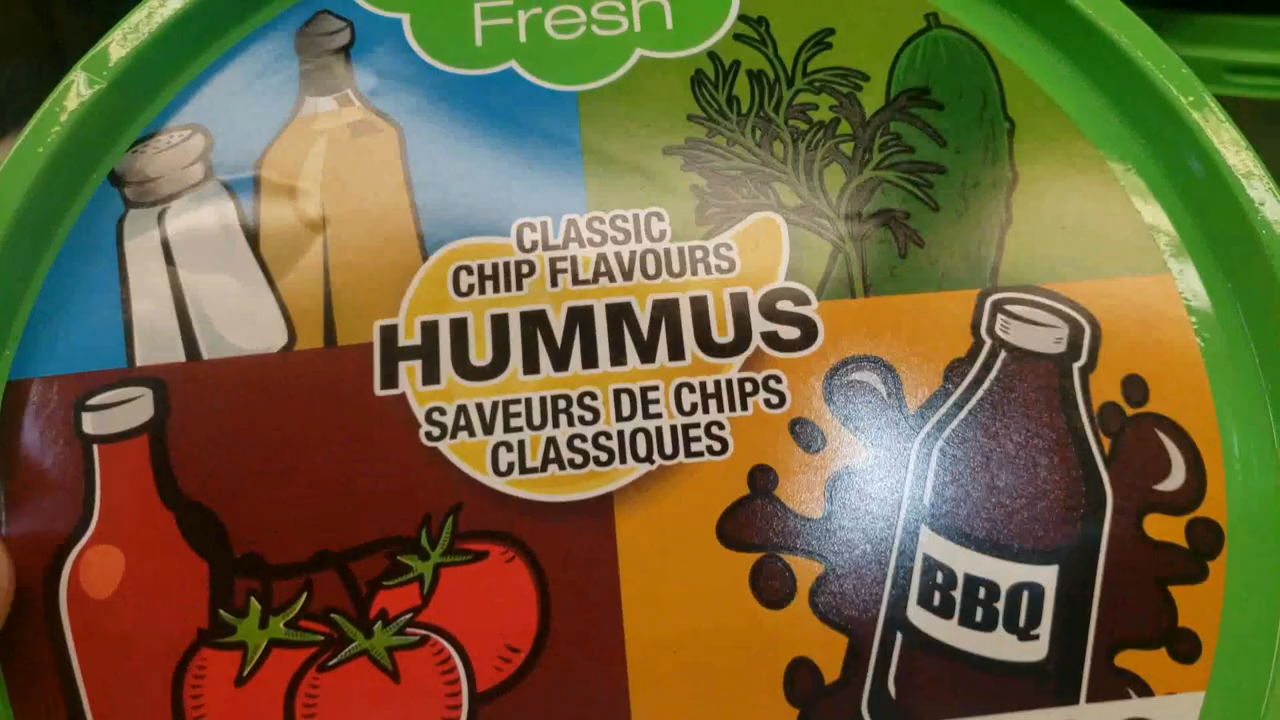 Fresh
CLASSIC
CHIP FLAVOURS
HUMMUS
SAVEURS DE CHIPS
CLASSIQUES
BBQ